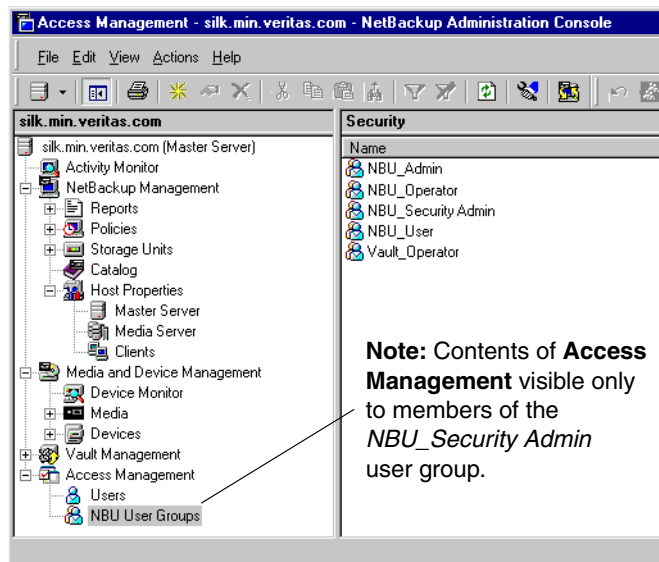 Access Management - silk.min.veritas.com - NetBackup Administration Console
File Edit View Actions Help
silk.min.veritas.com
silk.min.veritas.com (Master Server)
Activity Monitor
NetBackup Management
Reports
Policies
Storage Units
Catalog
Host Properties
Master Server
Media Server
Clients
Media and Device Management
Device Monitor
Media
Devices
Vault Management
Access Management
Users
NBU User Groups
Security
Name
NBU_Admin
NBU_Operator
NBU_Security Admin
NBU_User
Vault_Operator
Note: Contents of Access
Management visible only
to members of the
NBU_Security Admin
user group.